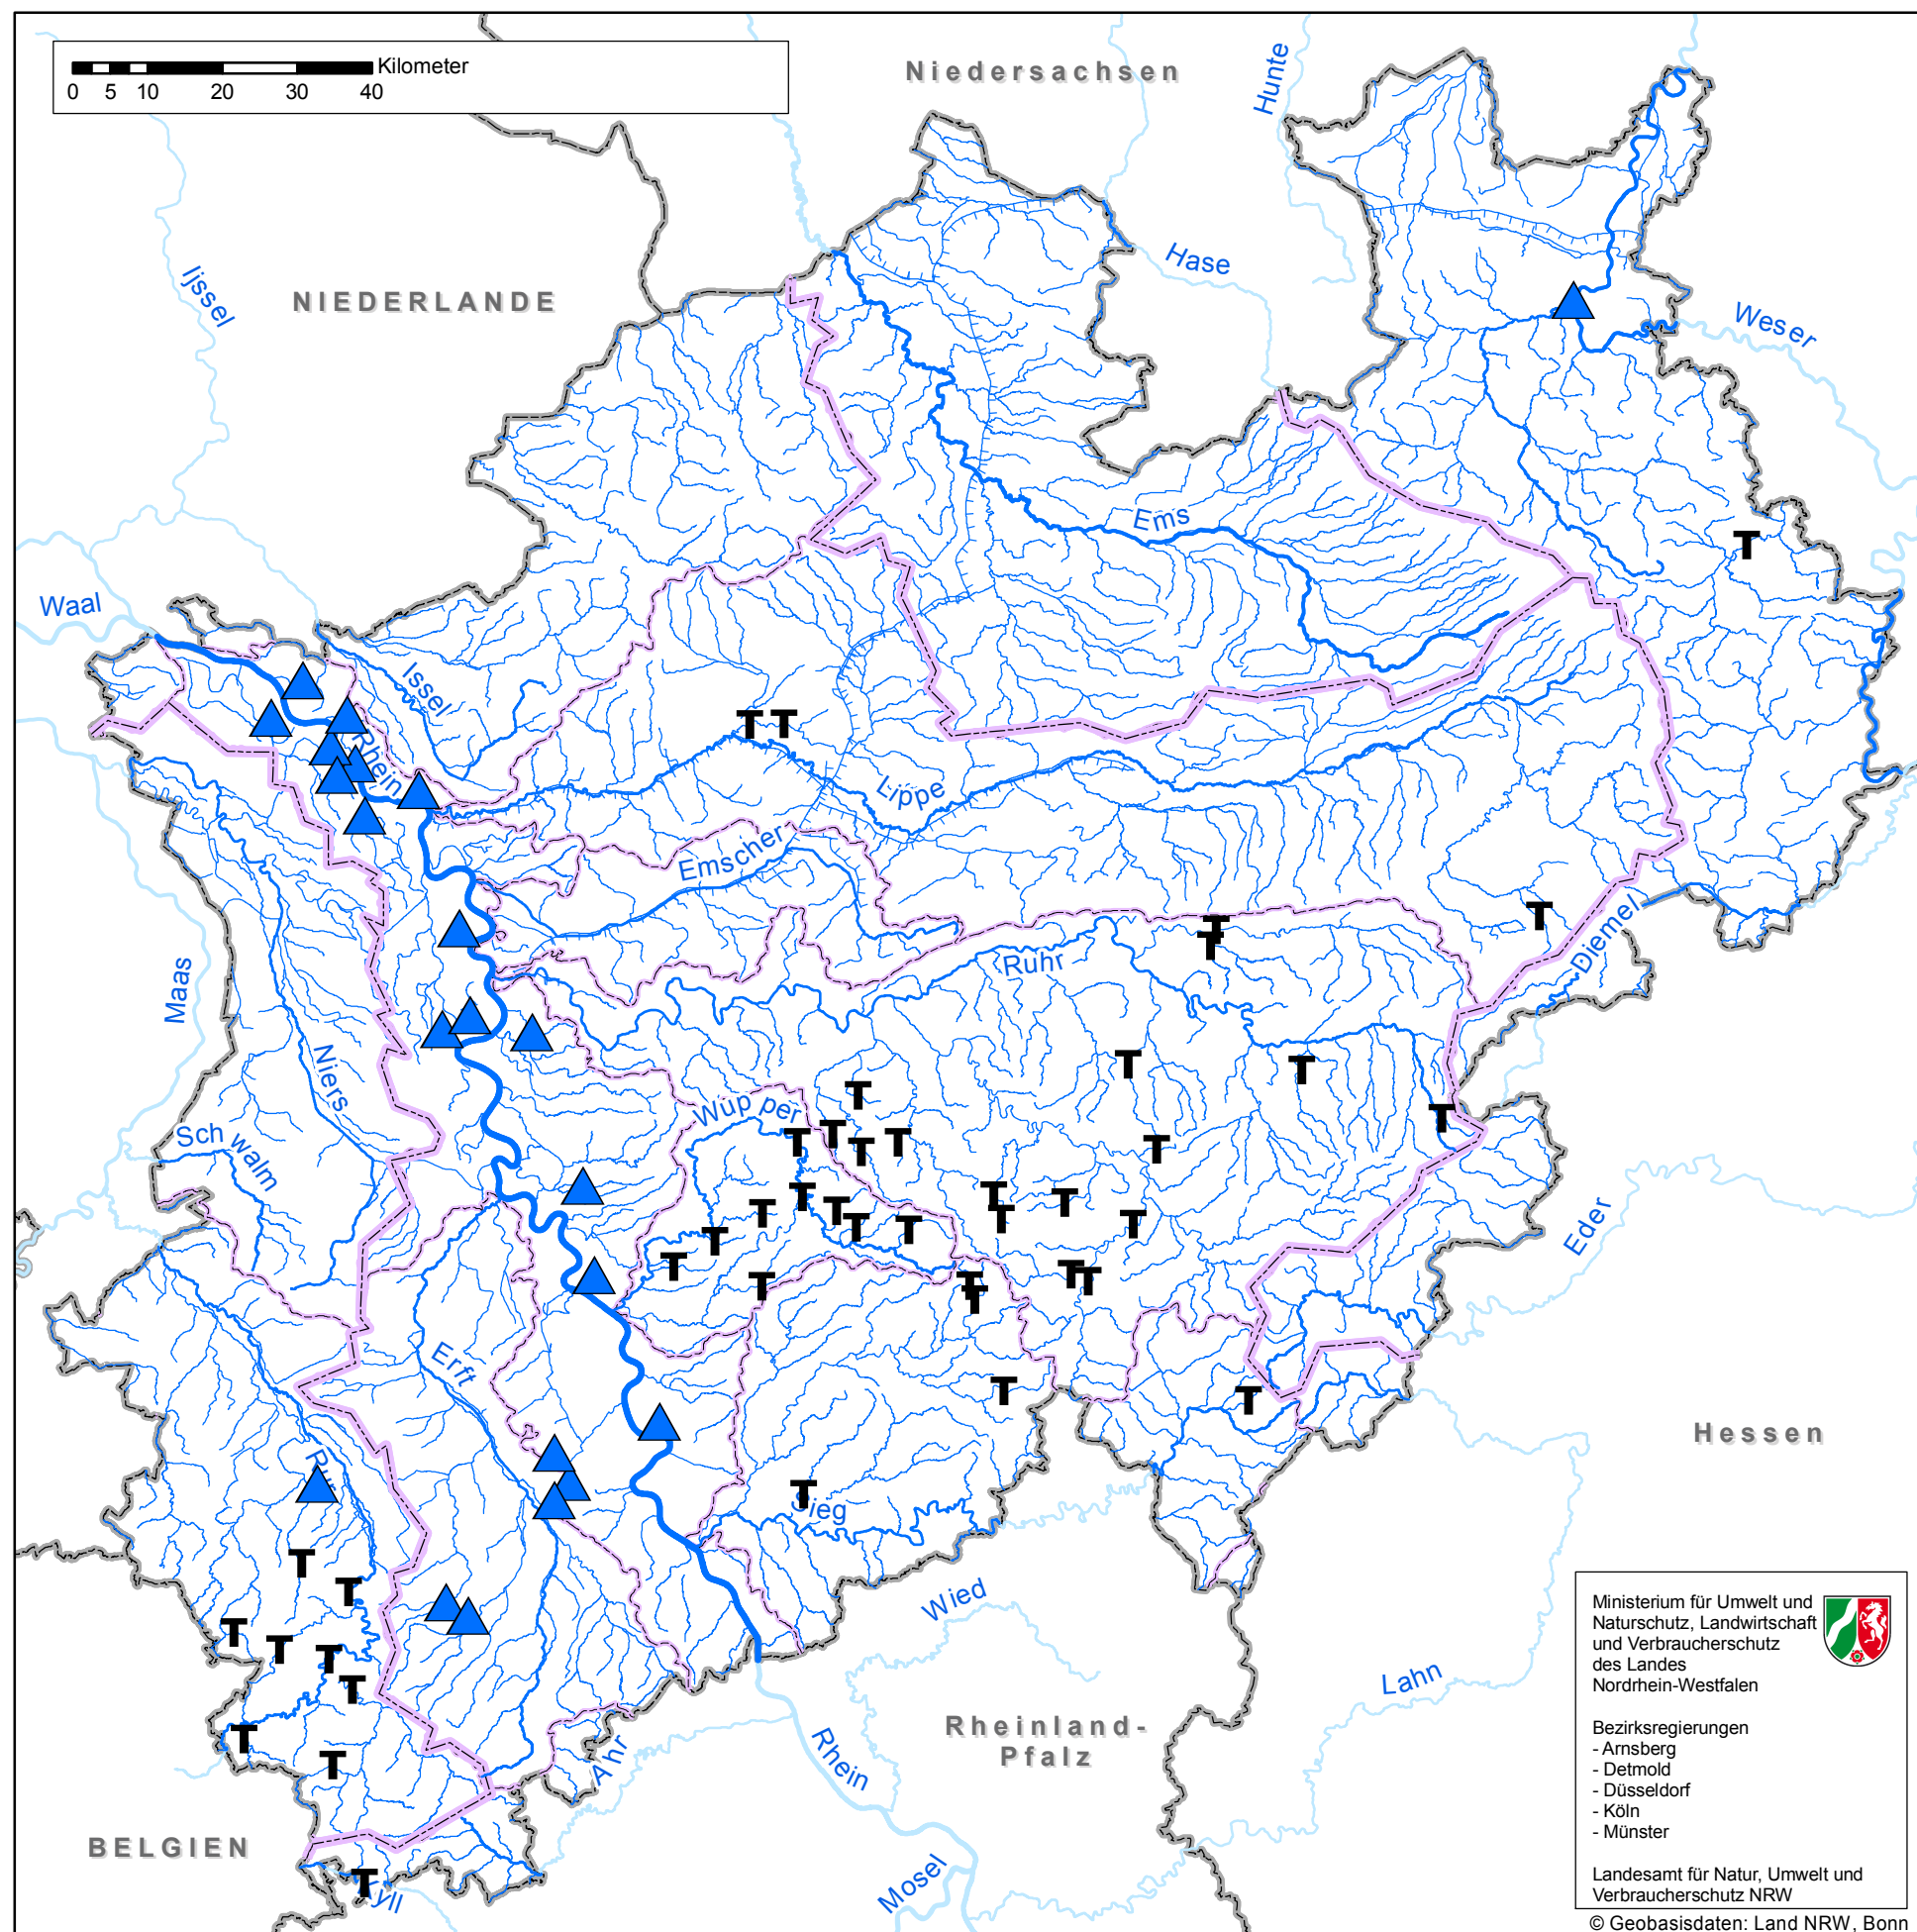 Kilometer
0 5 10 20 30 40
Niedersachsen
Hunte
Ijssel
NIEDERLANDE
Hase
Weser
Ems
Waal
Issel
Rhein
Lippe
Emscher
Maas
Ruhr
Diemel
Niers
Wupper
Schwalm
Eder
Erft
Hessen
Rur
Sieg
Wied
Lahn
Rheinland-
Pfalz
Rhein
Ahr
BELGIEN
Mosel
Kyll
Ministerium für Umwelt und
Naturschutz, Landwirtschaft
und Verbraucherschutz
des Landes
Nordrhein-Westfalen
Bezirksregierungen
- Arnsberg
- Detmold
- Düsseldorf
- Köln
- Münster
Landesamt für Natur, Umwelt und
Verbraucherschutz NRW
© Geobasisdaten: Land NRW, Bonn